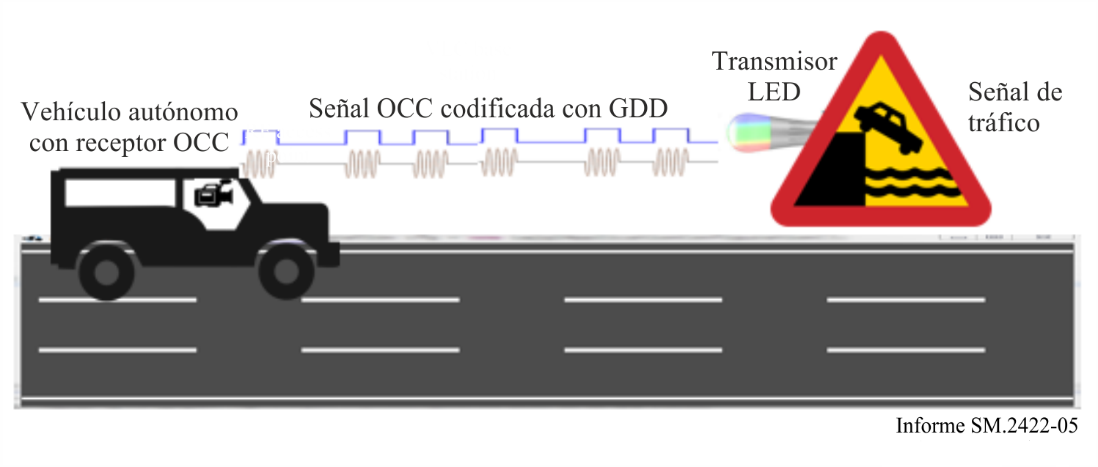 Vehículo autónomo
con receptor OCC
Señal OCC codificada con GDD
Transmisor
LED
Señal de
tráfico
Informe SM.2422-05